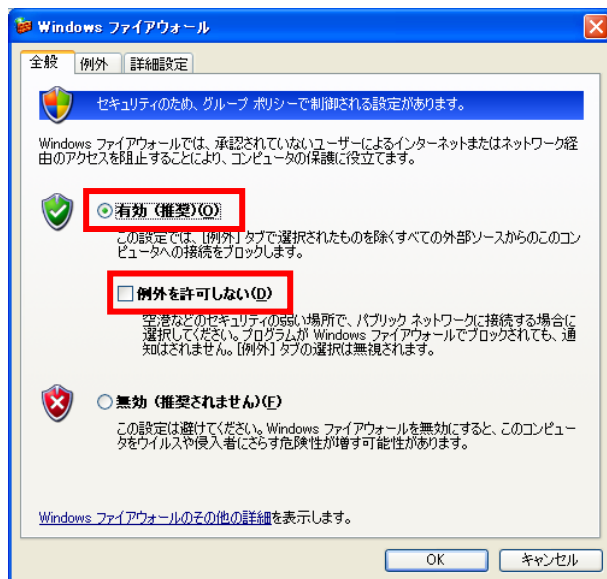 Windows ファイアウォール
全般 例外 詳細設定
セキュリティのため、グループ ポリシーで制御される設定があります。
Windows ファイアウォールでは、承認されていないユーザーによるインターネットまたはネットワーク経
由のアクセスを阻止することにより、コンピュータの保護に役立てます。
有効 (推奨)(O)
この設定では、[例外] タブで選択されたものを除くすべての外部ソースからのこのコン
ピュータへの接続をブロックします。
例外を許可しない(D)
空港などのセキュリティの弱い場所で、パブリック ネットワークに接続する場合に
選択してください。プログラムが Windows ファイアウォールでブロックされても、通
知はされません。[例外] タブの選択は無視されます。
無効 (推奨されません)(F)
この設定は避けてください。Windows ファイアウォールを無効にすると、このコンピュー
タをウイルスや侵入者にさらす危険性が増す可能性があります。
Windows ファイアウォールのその他の詳細を表示します。
OK キャンセル